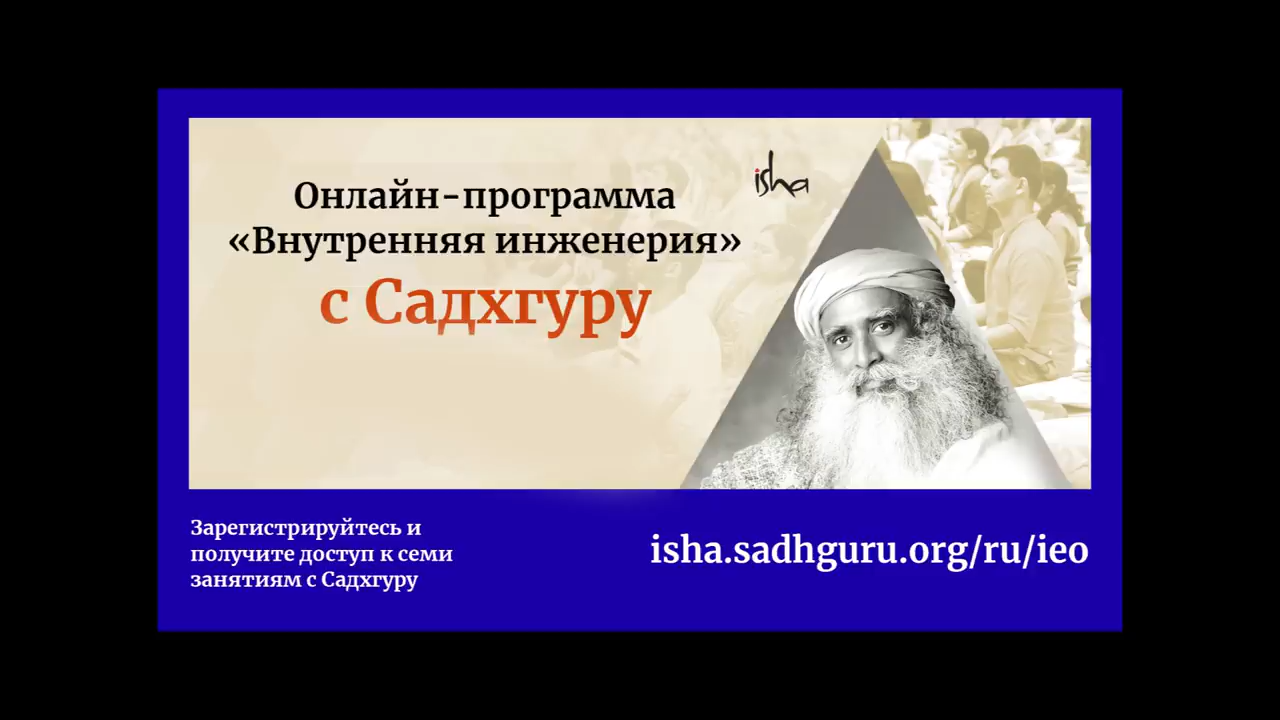 Онлайн-программа
«Внутренняя инженерия»
с Садхгуру
isha
Зарегистрируйтесь и
получите доступ к семи
занятиям с Садхгуру
isha.sadhguru.org/ru/ieo